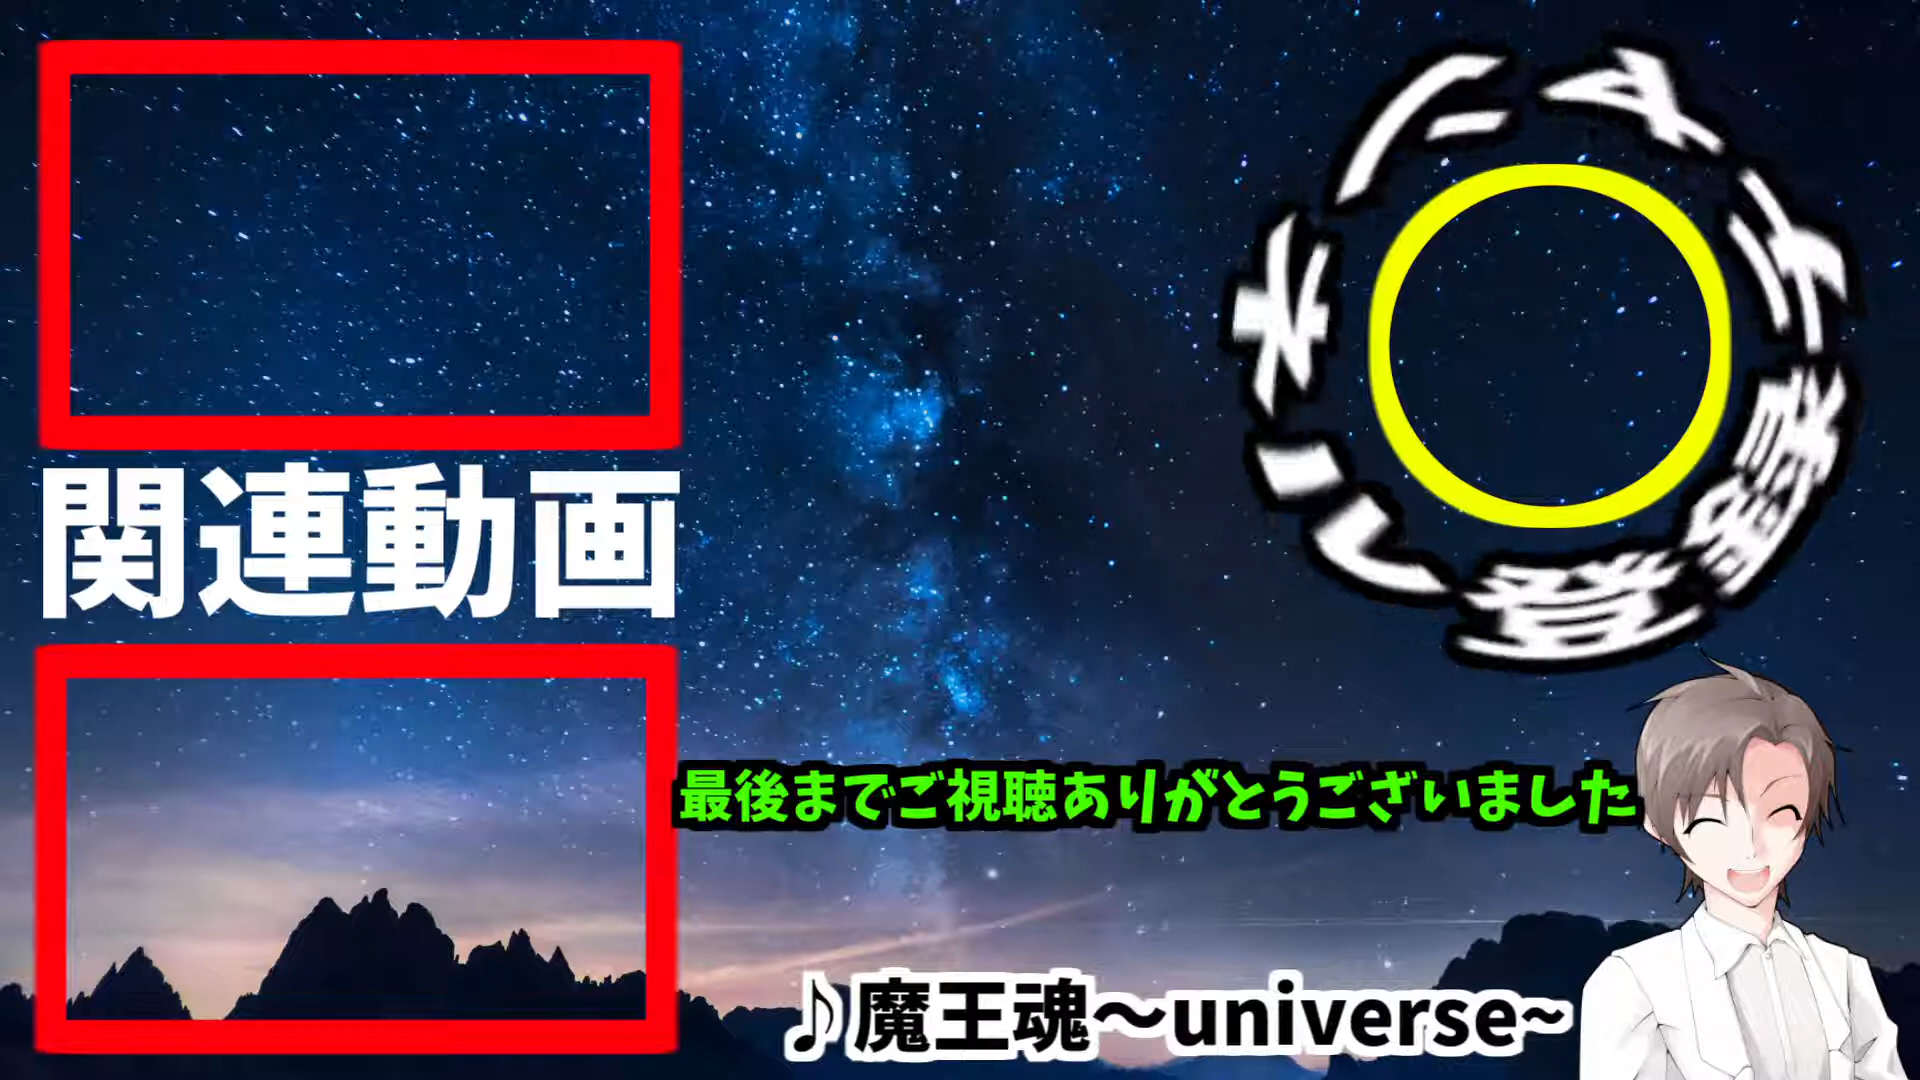 チャンネル登録
関連動画
最後までご視聴ありがとうございました
♪魔王魂～universe~